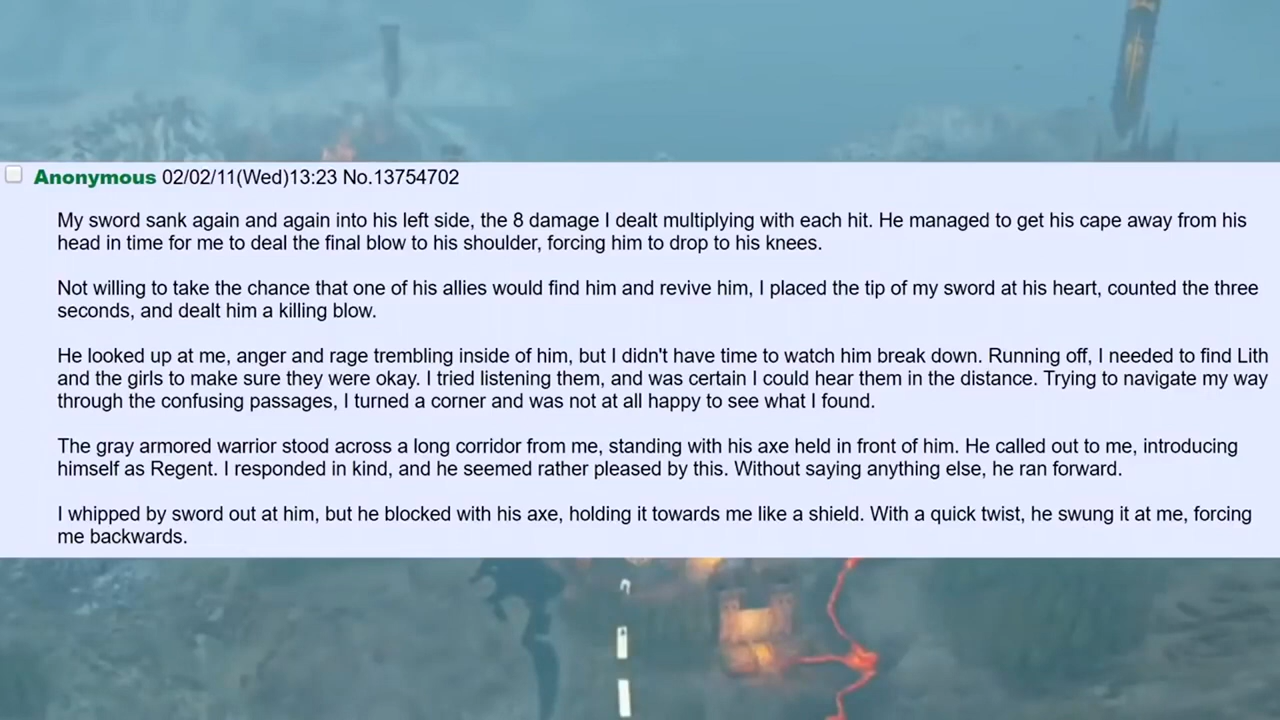 Anonymous 02/02/11(Wed)13:23 No.13754702
My sword sank again and again into his left side, the 8 damage I dealt multiplying with each hit. He managed to get his cape away from his
head in time for me to deal the final blow to his shoulder, forcing him to drop to his knees.
Not willing to take the chance that one of his allies would find him and revive him, I placed the tip of my sword at his heart, counted the three
seconds, and dealt him a killing blow.
He looked up at me, anger and rage trembling inside of him, but I didn't have time to watch him break down. Running off, I needed to find Lith
and the girls to make sure they were okay. I tried listening them, and was certain I could hear them in the distance. Trying to navigate my way
through the confusing passages, I turned a corner and was not at all happy to see what I found.
The gray armored warrior stood across a long corridor from me, standing with his axe held in front of him. He called out to me, introducing
himself as Regent. I responded in kind, and he seemed rather pleased by this. Without saying anything else, he ran forward.
I whipped by sword out at him, but he blocked with his axe, holding it towards me like a shield. With a quick twist, he swung it at me, forcing
me backwards.